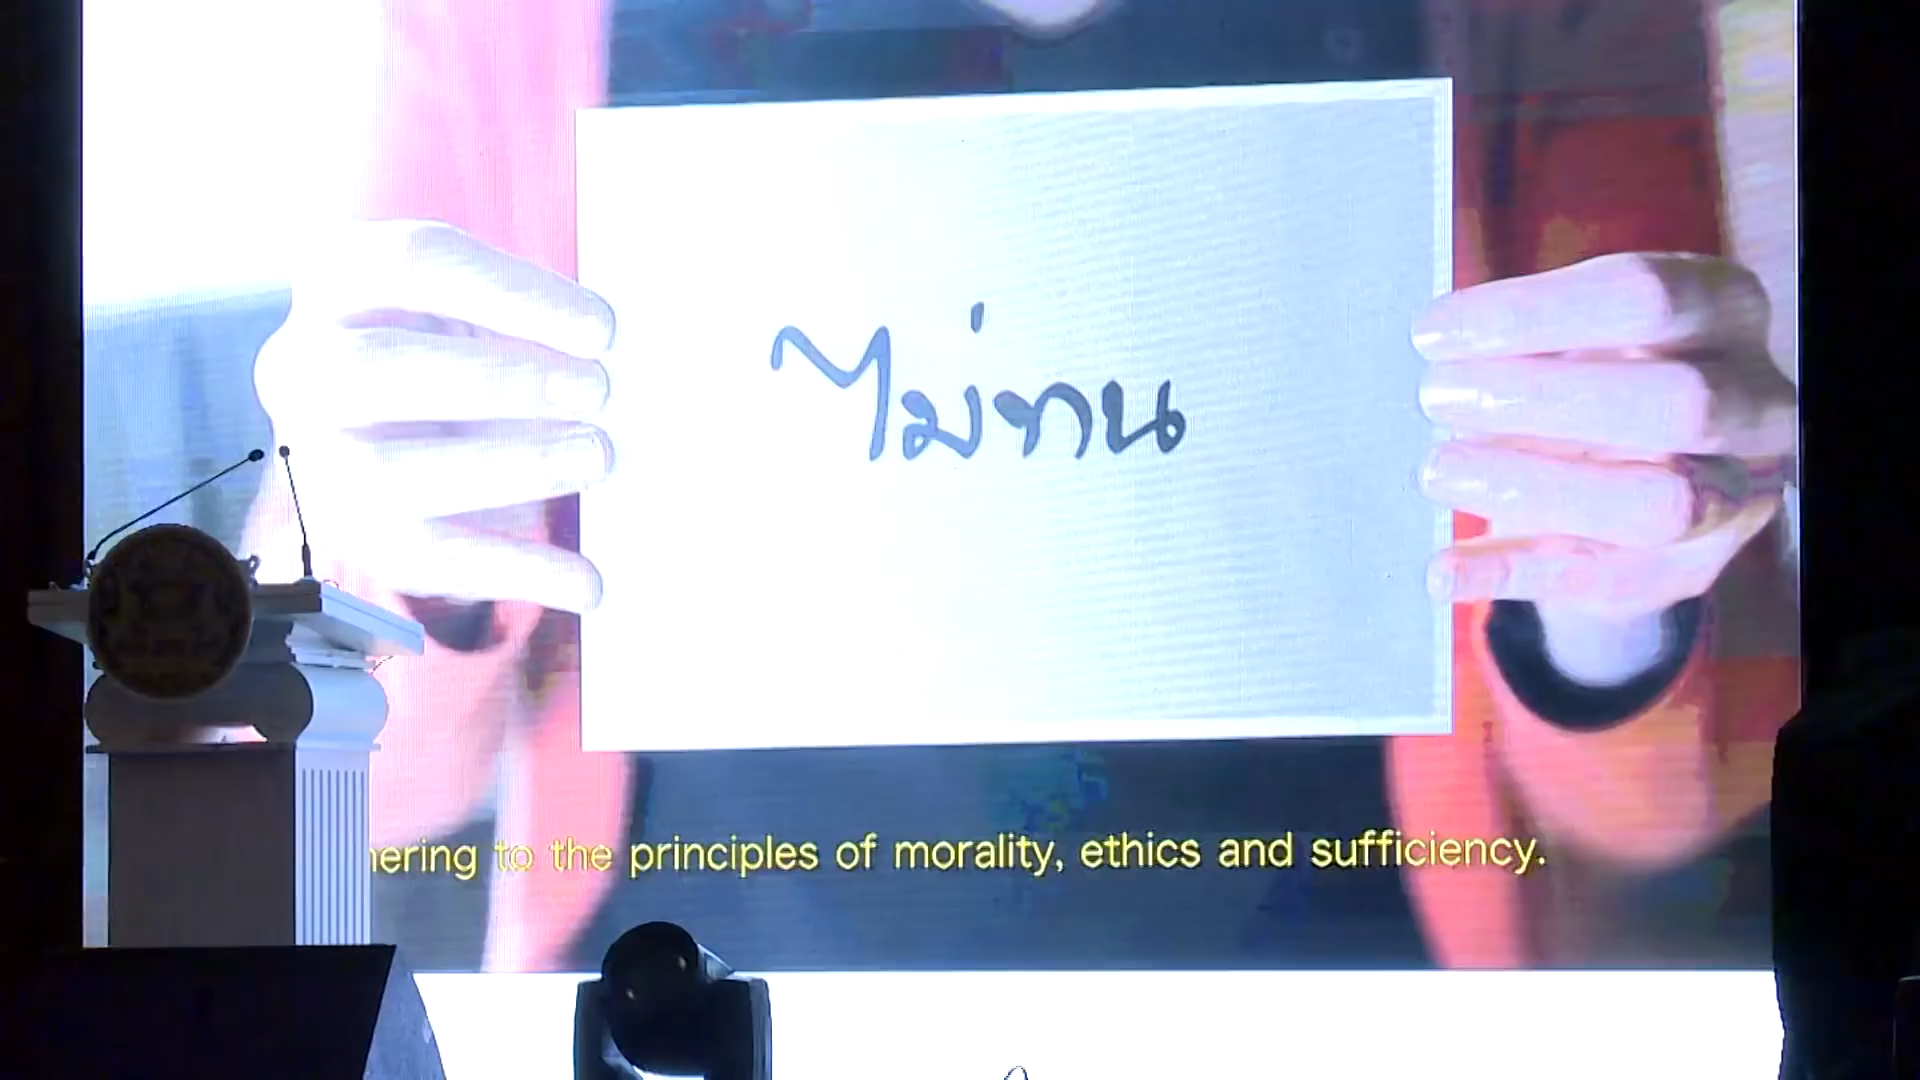 ไม่ทน
to the principles of morality, ethics and sufficiency.